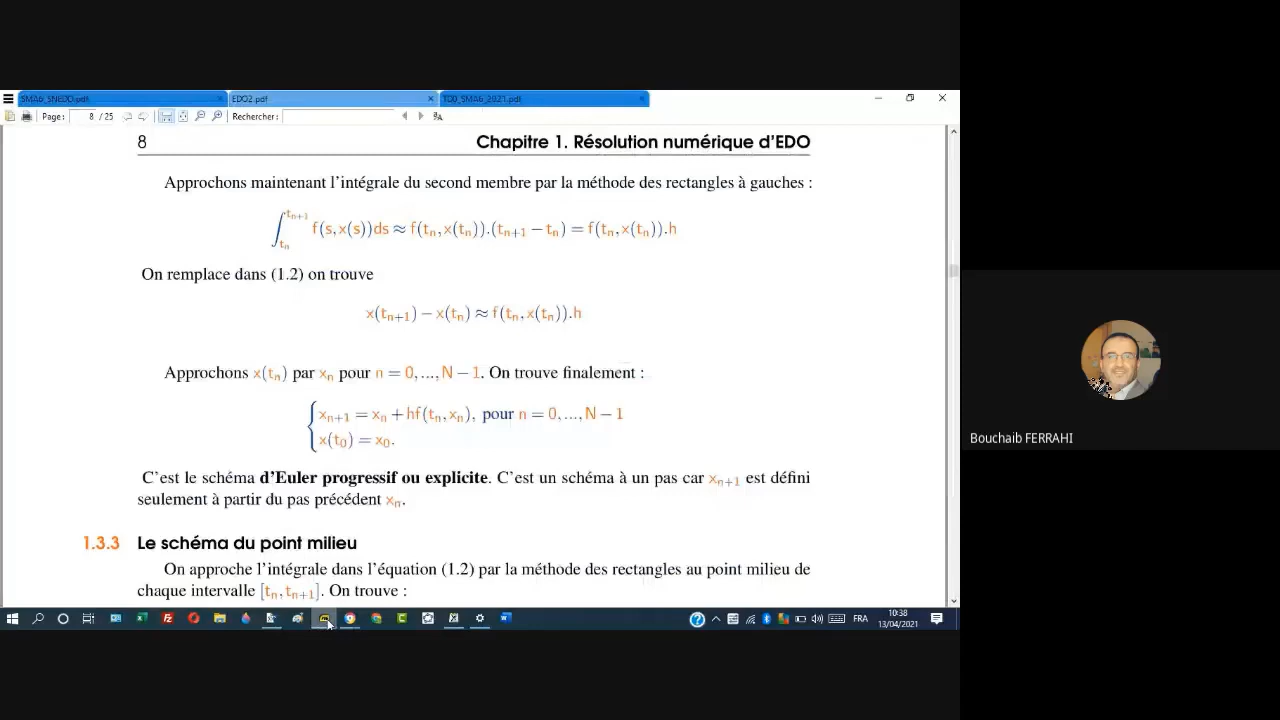 SMA6_SNEDO.pdf
EDO2.pdf
TD0_SMA6_2021.pdf
Page: 8 / 25
Rechercher:
8
Chapitre 1. Résolution numérique d'EDO
Approchons maintenant l'intégrale du second membre par la méthode des rectangles à gauches :
∫_{t_n}^{t_{n+1}} f(s, x(s))ds ≈ f(t_n, x(t_n)).(t_{n+1} − t_n) = f(t_n, x(t_n)).h
On remplace dans (1.2) on trouve
x(t_{n+1}) − x(t_n) ≈ f(t_n, x(t_n)).h
Approchons x(t_n) par x_n pour n = 0, ..., N − 1. On trouve finalement :
x_{n+1} = x_n + hf(t_n, x_n), pour n = 0, ..., N − 1
x(t_0) = x_0.
C'est le schéma d'Euler progressif ou explicite. C'est un schéma à un pas car x_{n+1} est défini
seulement à partir du pas précédent x_n.
1.3.3 Le schéma du point milieu
On approche l'intégrale dans l'équation (1.2) par la méthode des rectangles au point milieu de
chaque intervalle [t_n, t_{n+1}]. On trouve :
Bouchaib FERRAHI
FRA
10:38
13/04/2021